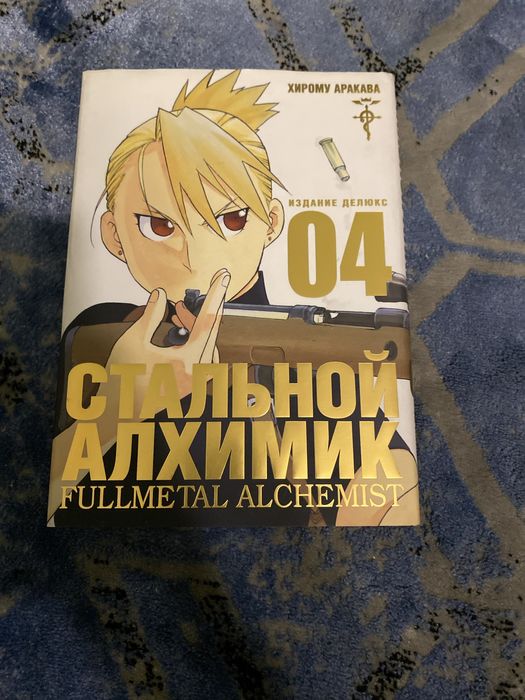 ХИРОМУ АРАКАВА
ИЗДАНИЕ ДЕЛЮКС
04
СТАЛЬНОЙ
АЛХИМИК
FULLMETAL ALCHEMIST